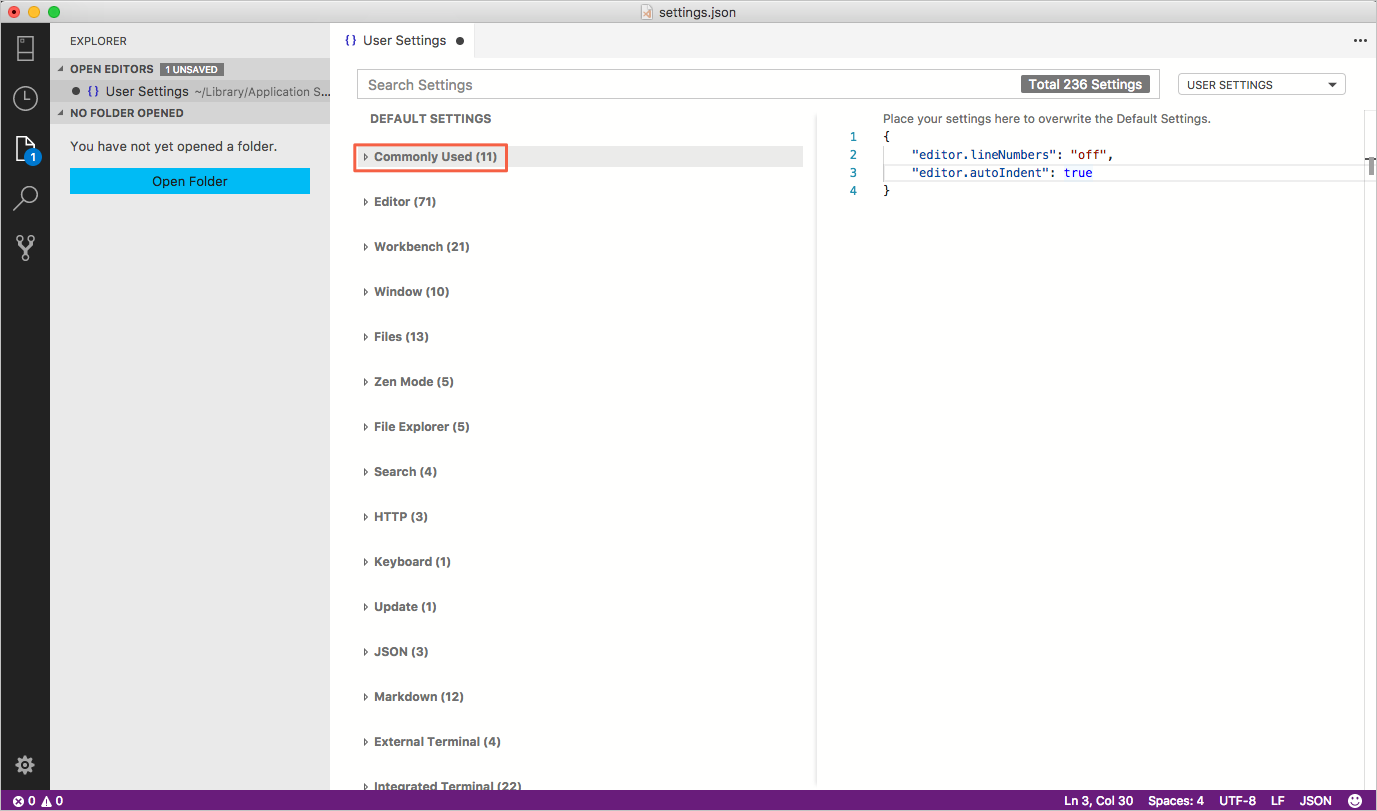 settings.json
EXPLORER
OPEN EDITORS 1 UNSAVED
User Settings ~/Library/Application S...
NO FOLDER OPENED
You have not yet opened a folder.
Open Folder
1
{} User Settings
Search Settings
Total 236 Settings
USER SETTINGS
DEFAULT SETTINGS
Commonly Used (11)
Editor (71)
Workbench (21)
Window (10)
Files (13)
Zen Mode (5)
File Explorer (5)
Search (4)
HTTP (3)
Keyboard (1)
Update (1)
JSON (3)
Markdown (12)
External Terminal (4)
Integrated Terminal (22)
Place your settings here to overwrite the Default Settings.
1 {
2 "editor.lineNumbers": "off",
3 "editor.autoIndent": true
4 }
0 0
Ln 3, Col 30 Spaces: 4 UTF-8 LF JSON